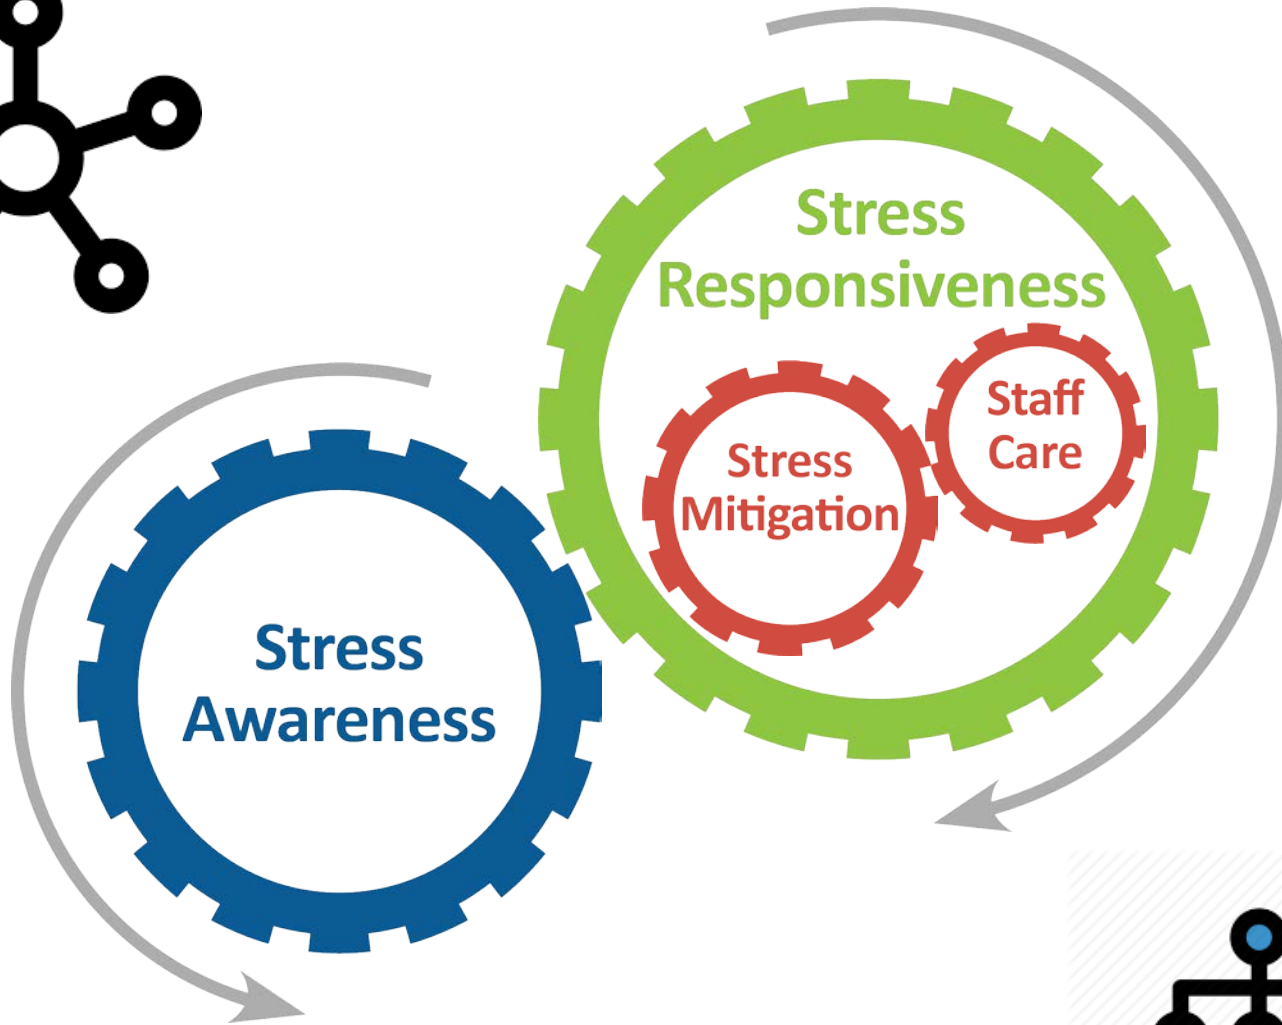 Stress
Responsiveness
Staff
Care
Stress
Mitigation
Stress
Awareness